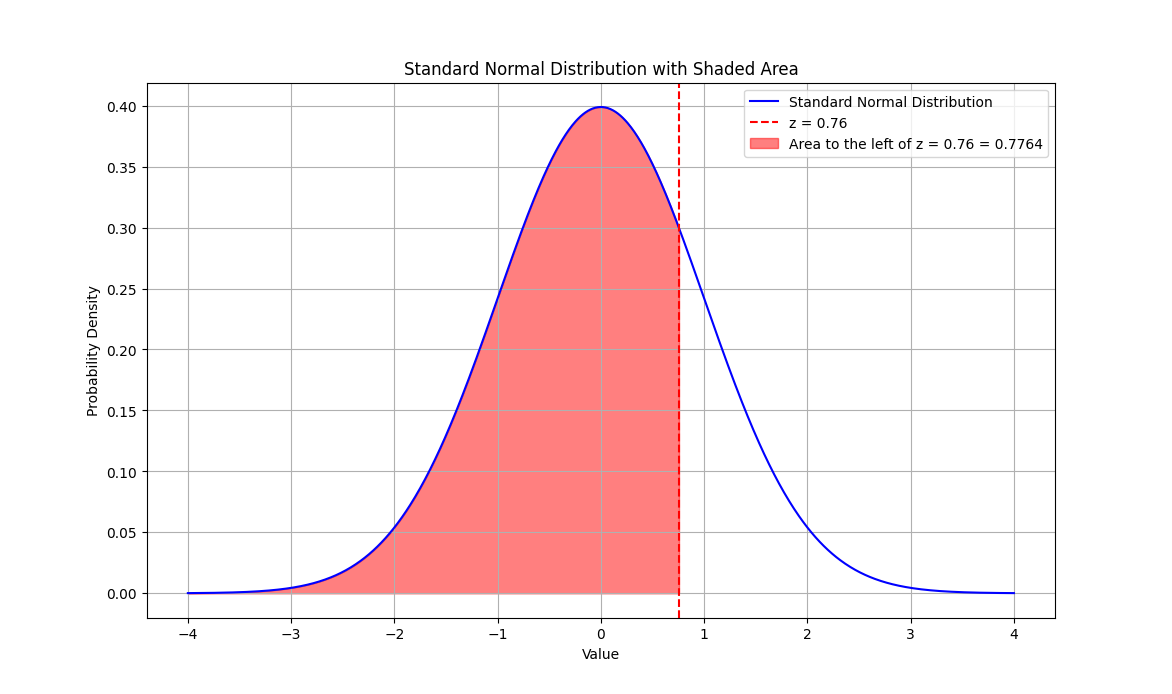 Standard Normal Distribution with Shaded Area
Standard Normal Distribution
z = 0.76
Area to the left of z = 0.76 = 0.7764
0.40
0.35
0.30
0.25
0.20
0.15
0.10
0.05
0.00
Probability Density
−4 −3 −2 −1 0 1 2 3 4
Value